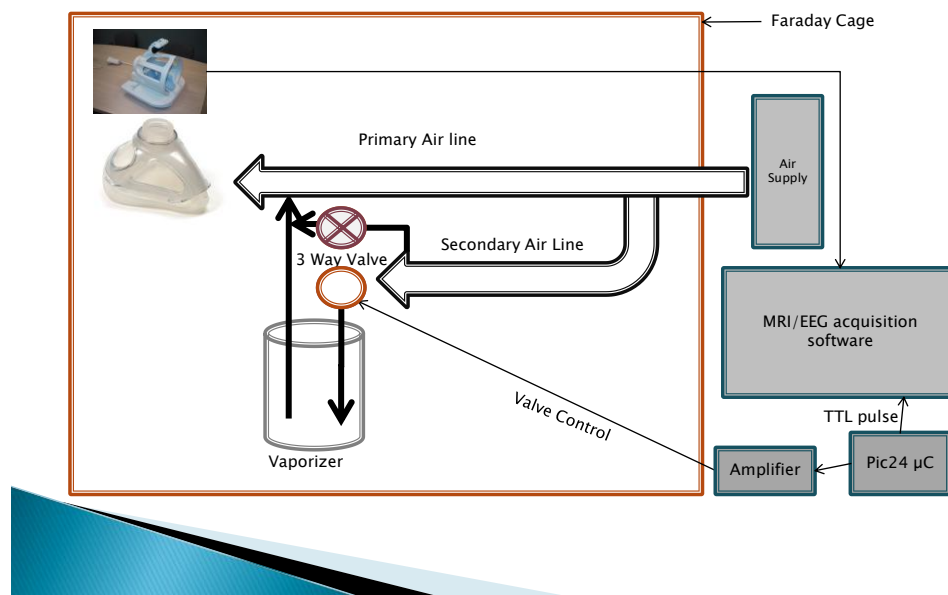 Faraday Cage
Primary Air line
Air
Supply
Secondary Air Line
3 Way Valve
MRI/EEG acquisition
software
Valve Control
TTL pulse
Vaporizer
Amplifier
Pic24 µC